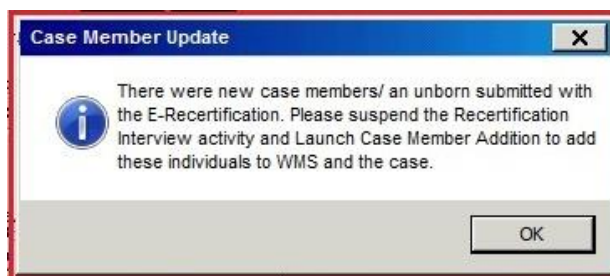 Case Member Update
There were new case members/ an unborn submitted with
the E-Recertification. Please suspend the Recertification
Interview activity and Launch Case Member Addition to add
these individuals to WMS and the case.
OK